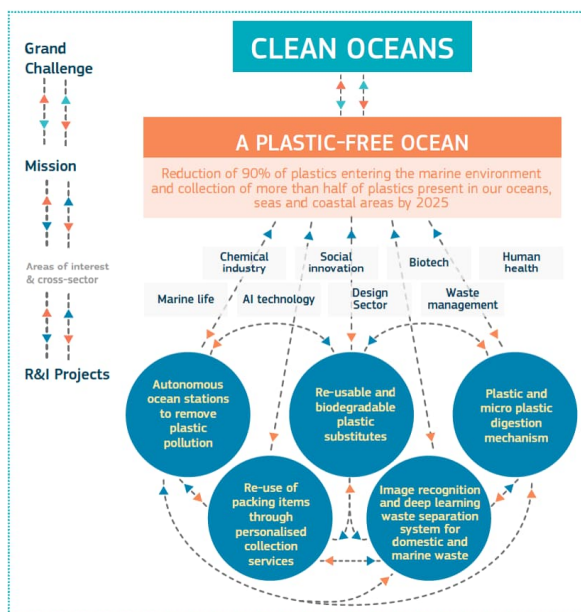 Grand
Challenge
CLEAN OCEANS
A PLASTIC-FREE OCEAN
Mission
Reduction of 90% of plastics entering the marine environment
and collection of more than half of plastics present in our oceans,
seas and coastal areas by 2025
Areas of interest
& cross-sector
Chemical
industry
Social
innovation
Biotech
Human
health
Marine life
AI technology
Design
Sector
Waste
management
R&I Projects
Autonomous
ocean stations
to remove
plastic
pollution
Re-usable and
biodegradable
plastic
substitutes
Plastic and
micro plastic
digestion
mechanism
Re-use of
packing items
through
personalised
collection
services
Image recognition
and deep learning
waste separation
system for
domestic and
marine waste